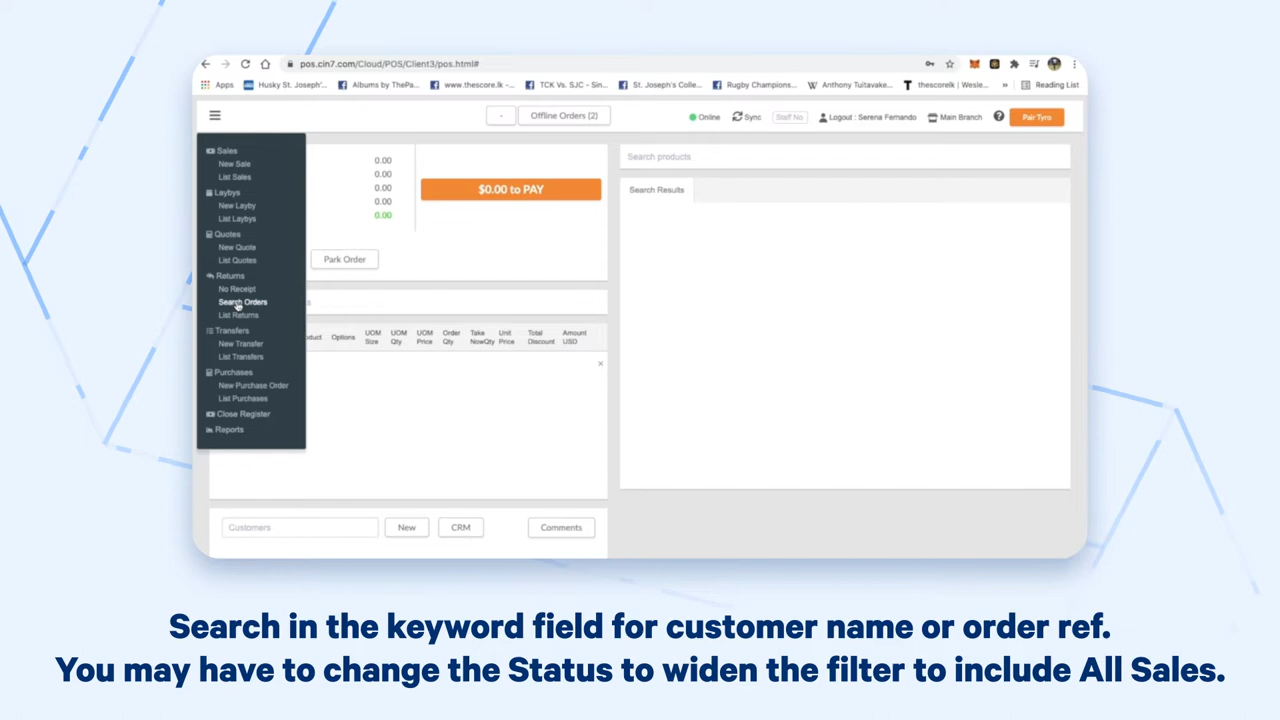 pos.cin7.com/Cloud/POS/Client3/pos.html#
Apps
Husky St. Joseph'...
Albums by ThePa...
www.thescore.lk -...
TCK Vs. SJC - Sin...
St. Joseph's Colle...
Rugby Champions...
Anthony Tuitavake...
thescorelk | Wesle...
»
Reading List
-
Offline Orders (2)
Online
Sync
Staff No
Logout : Serena Fernando
Main Branch
Pair Tyro
Sales
New Sale
List Sales
Laybys
New Layby
List Laybys
Quotes
New Quote
List Quotes
Returns
No Receipt
Search Orders
List Returns
Transfers
New Transfer
List Transfers
Purchases
New Purchase Order
List Purchases
Close Register
Reports
0.00
0.00
0.00
0.00
0.00
$0.00 to PAY
Park Order
s
duct
Options
UOM Size
UOM Qty
UOM Price
Order Qty
Take NowQty
Unit Price
Total Discount
Amount USD
×
Customers
New
CRM
Comments
Search products
Search Results
Search in the keyword field for customer name or order ref.
You may have to change the Status to widen the filter to include All Sales.